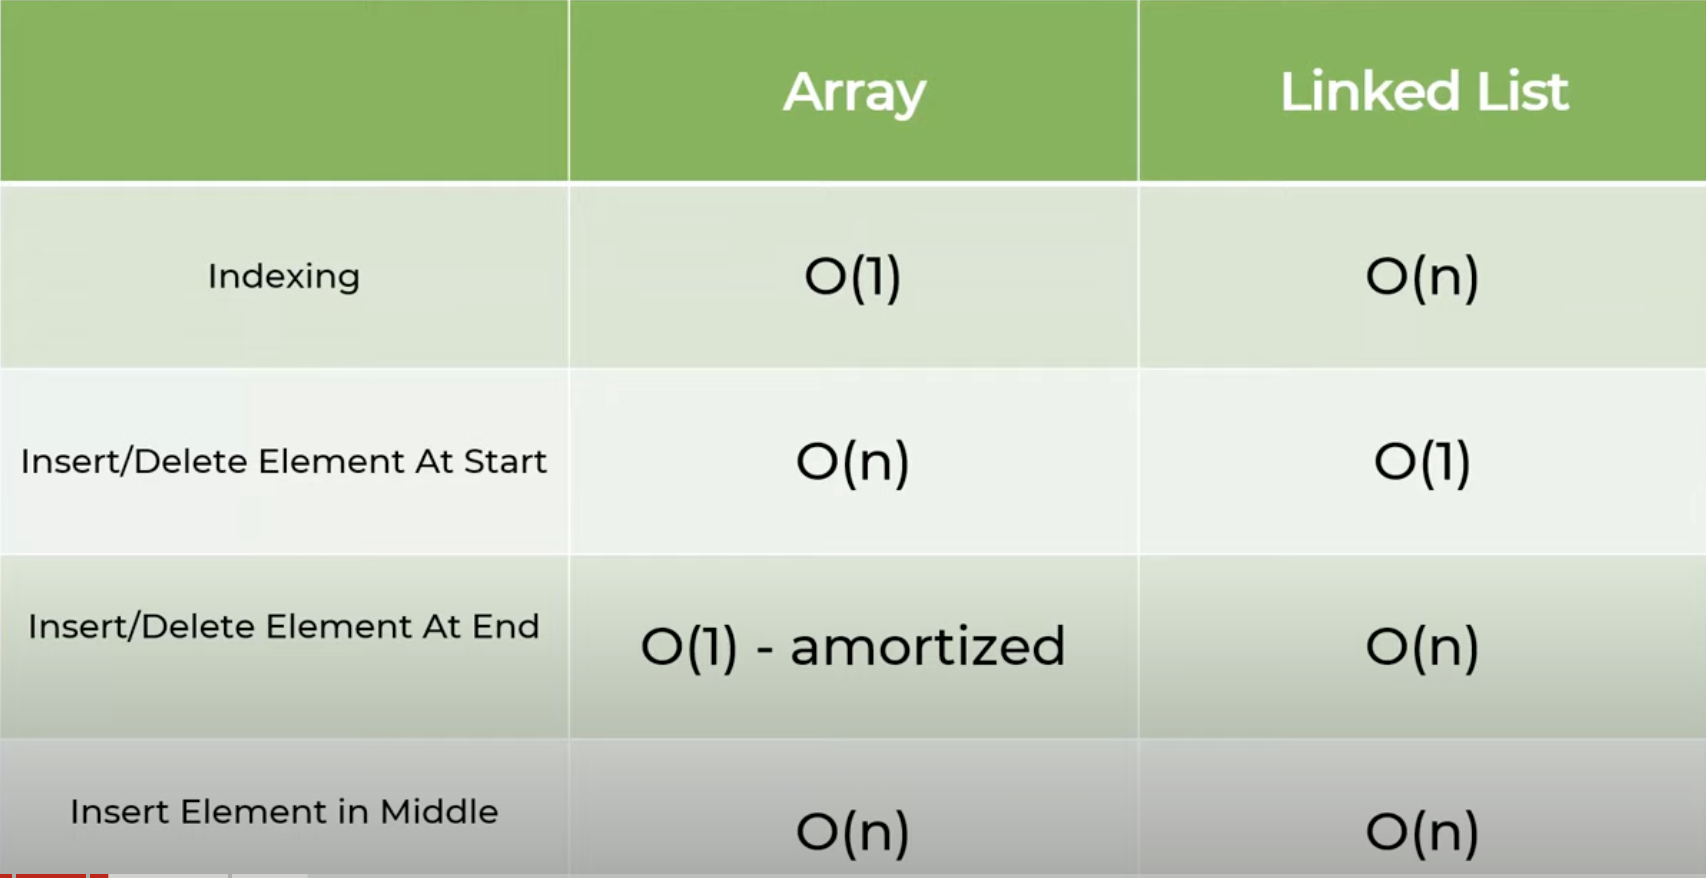 Array
Linked List
Indexing
O(1)
O(n)
Insert/Delete Element At Start
O(n)
O(1)
Insert/Delete Element At End
O(1) - amortized
O(n)
Insert Element in Middle
O(n)
O(n)